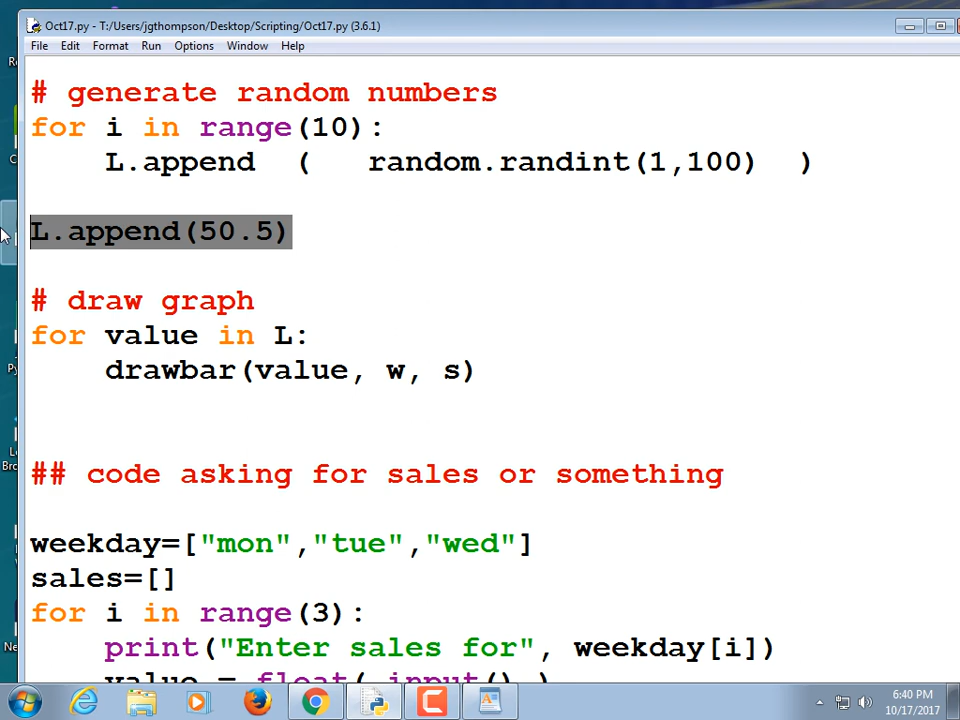 Oct17.py - T:/Users/jgthompson/Desktop/Scripting/Oct17.py (3.6.1)
File Edit Format Run Options Window Help
# generate random numbers
for i in range(10):
L.append ( random.randint(1,100) )
L.append(50.5)
# draw graph
for value in L:
drawbar(value, w, s)
## code asking for sales or something
weekday=["mon","tue","wed"]
sales=[]
for i in range(3):
print("Enter sales for", weekday[i])
value = float( input() )
6:40 PM
10/17/2017